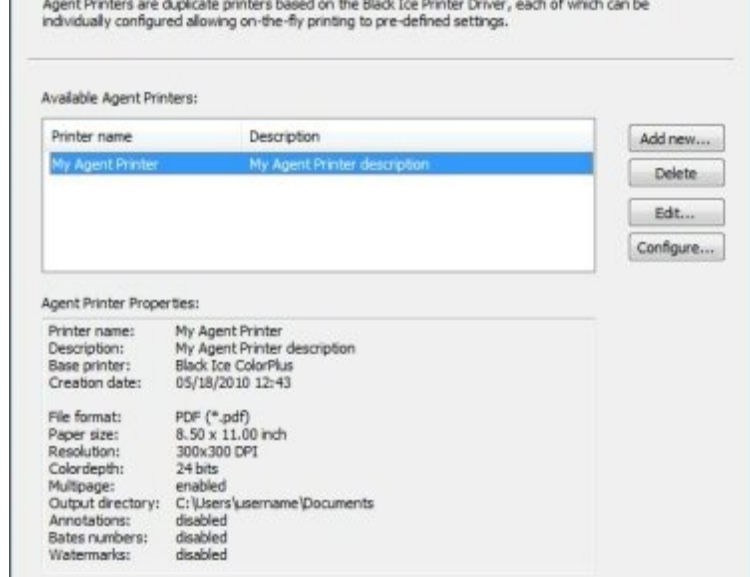 Agent Printers are duplicate printers based on the Black Ice Printer Driver, each of which can be
individually configured allowing on-the-fly printing to pre-defined settings.
Available Agent Printers:
Printer name Description
My Agent Printer My Agent Printer description
Add new...
Delete
Edit...
Configure...
Agent Printer Properties:
Printer name: My Agent Printer
Description: My Agent Printer description
Base printer: Black Ice ColorPlus
Creation date: 05/18/2010 12:43
File format: PDF (*.pdf)
Paper size: 8.50 x 11.00 inch
Resolution: 300x300 DPI
Colordepth: 24 bits
Multipage: enabled
Output directory: C:\Users\username\Documents
Annotations: disabled
Bates numbers: disabled
Watermarks: disabled